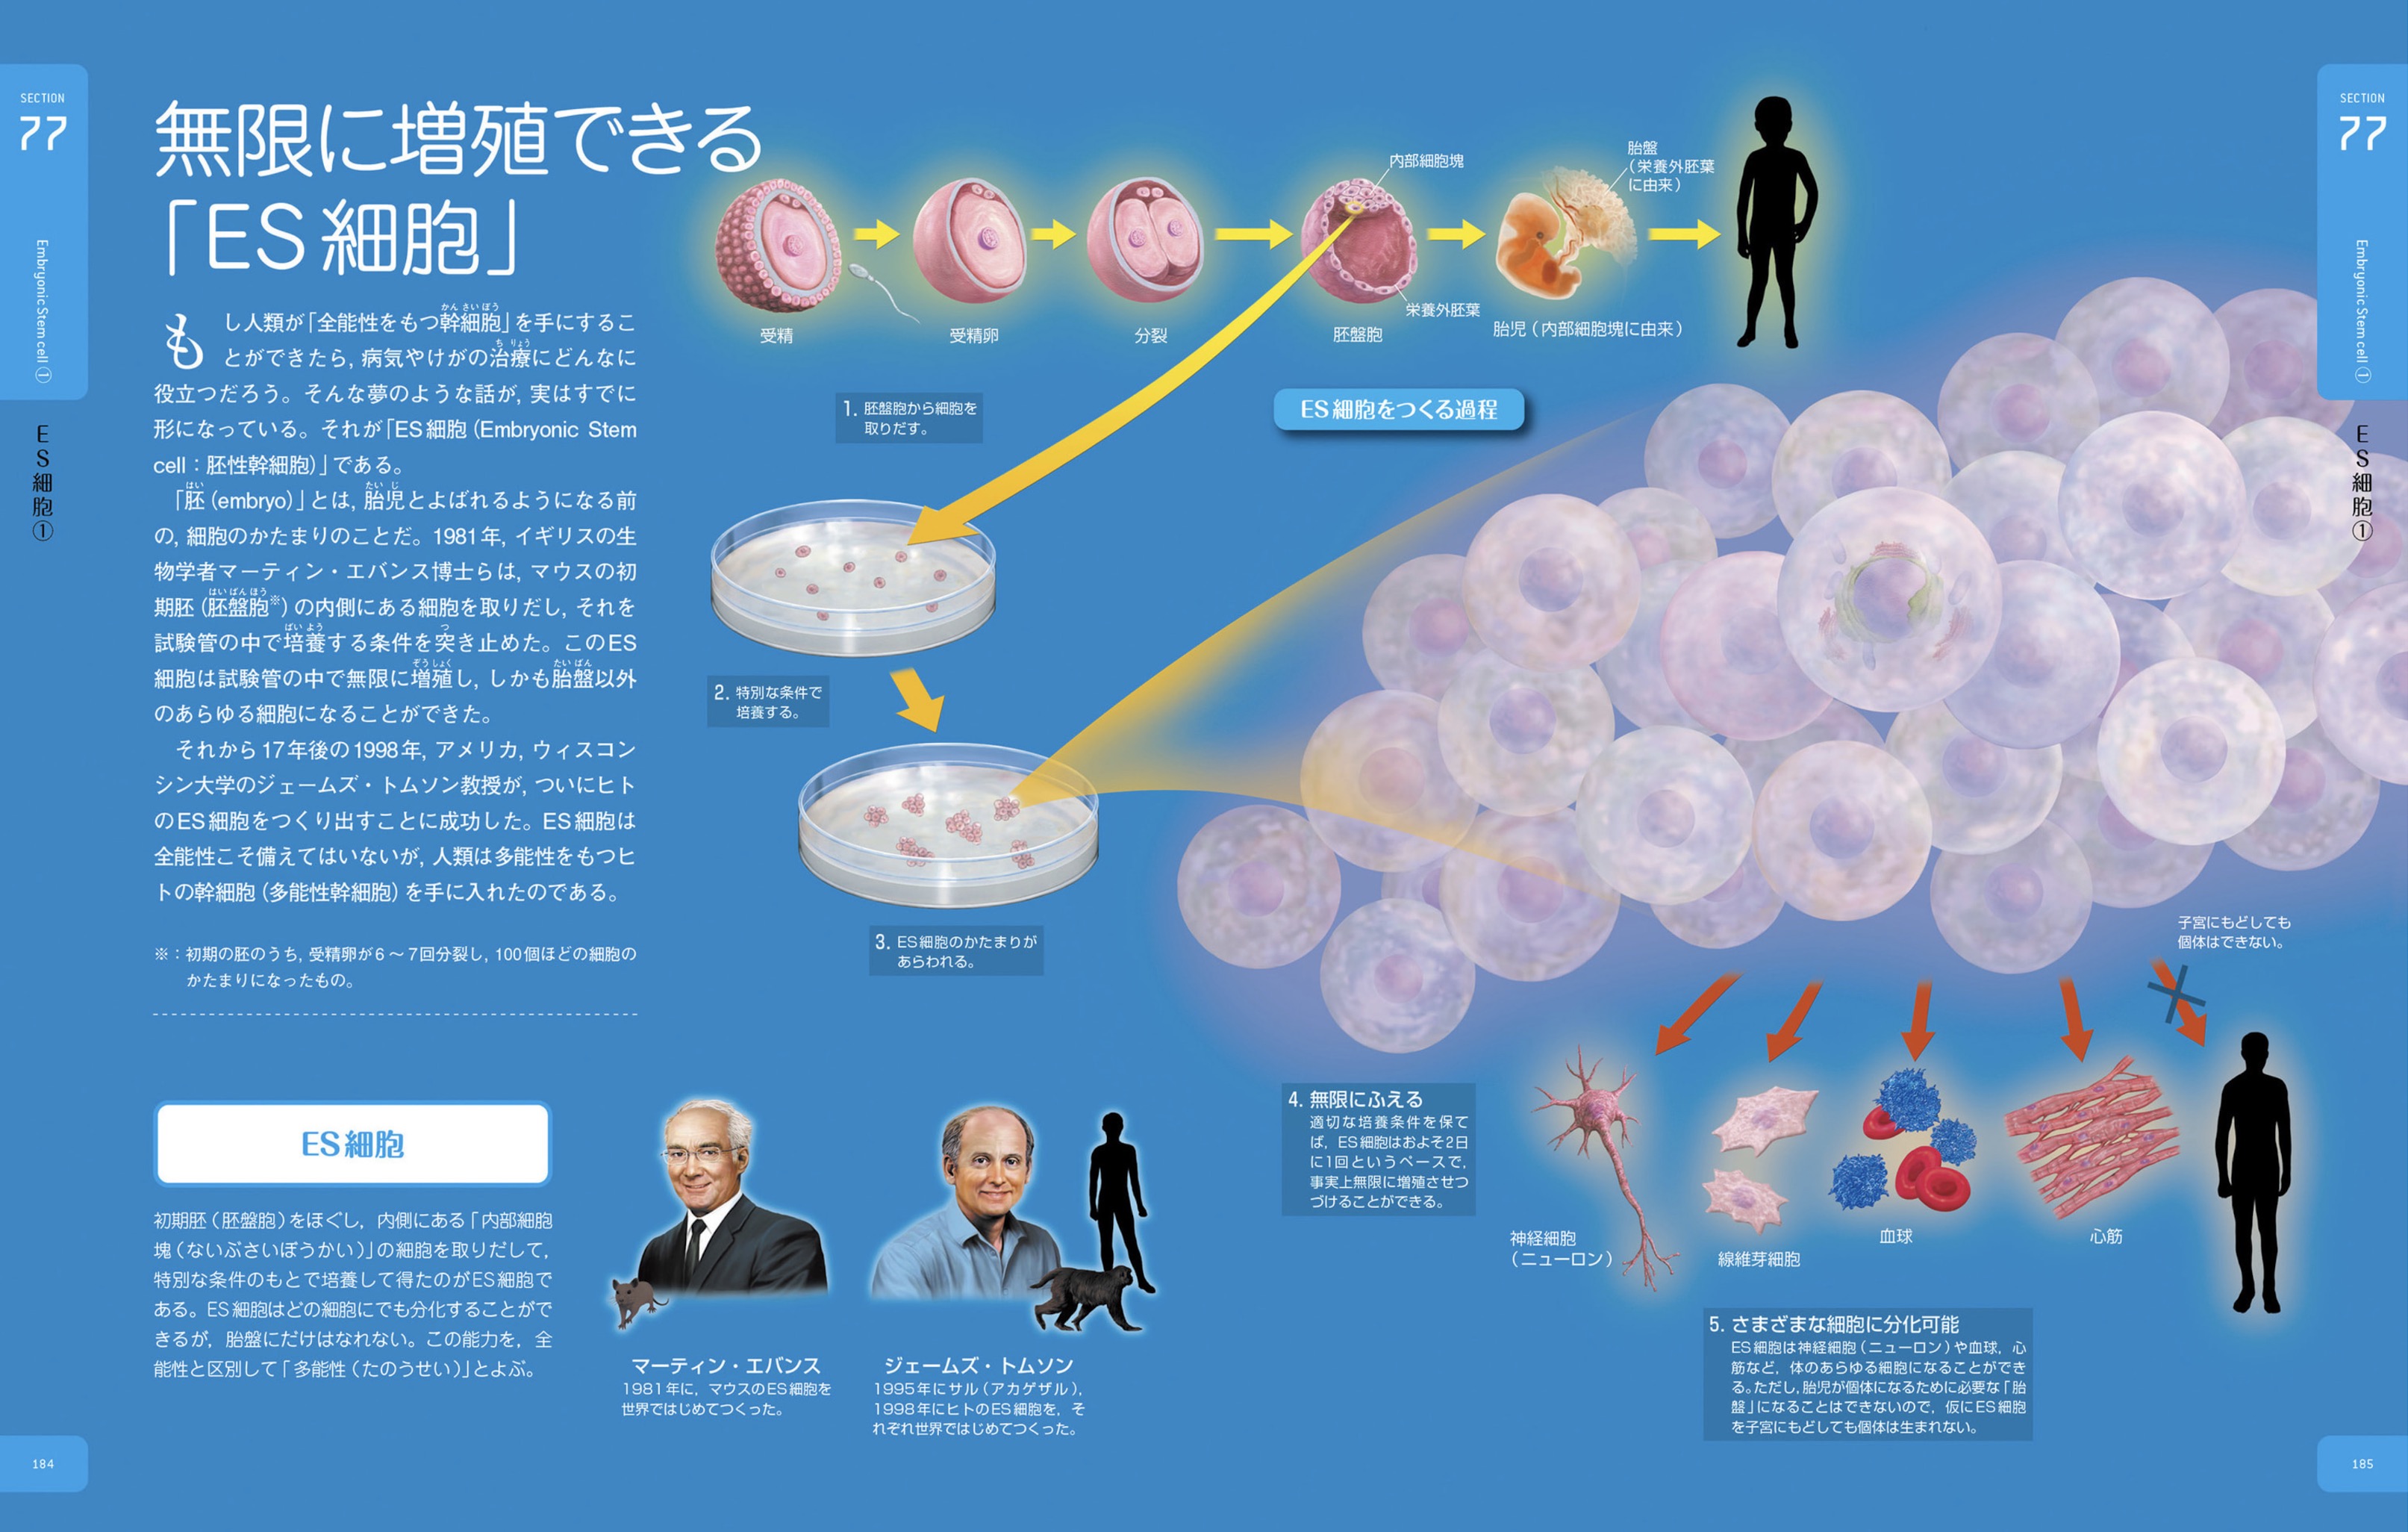 SECTION
77
Embryonic Stem cell ①
ES細胞①
無限に増殖できる
「ES細胞」
もし人類が「全能性をもつ幹細胞」を手にするこ
とができたら,病気やけがの治療にどんなに
役立つだろう。そんな夢のような話が,実はすでに
形になっている。それが「ES細胞(Embryonic Stem
cell:胚性幹細胞)」である。
「胚(embryo)」とは,胎児とよばれるようになる前
の,細胞のかたまりのことだ。1981年,イギリスの生
物学者マーティン・エバンス博士らは,マウスの初
期胚(胚盤胞※)の内側にある細胞を取りだし,それを
試験管の中で培養する条件を突き止めた。このES
細胞は試験管の中で無限に増殖し,しかも胎盤以外
のあらゆる細胞になることができた。
それから17年後の1998年,アメリカ,ウィスコン
シン大学のジェームズ・トムソン教授が,ついにヒト
のES細胞をつくり出すことに成功した。ES細胞は
全能性こそ備えてはいないが,人類は多能性をもつヒ
トの幹細胞(多能性幹細胞)を手に入れたのである。
※:初期の胚のうち,受精卵が6〜7回分裂し,100個ほどの細胞の
かたまりになったもの。
ES細胞
初期胚(胚盤胞)をほぐし,内側にある「内部細胞
塊(ないぶさいぼうかい)」の細胞を取りだして,
特別な条件のもとで培養して得たのがES細胞で
ある。ES細胞はどの細胞にでも分化することがで
きるが,胎盤にだけはなれない。この能力を,全
能性と区別して「多能性(たのうせい)」とよぶ。
マーティン・エバンス
1981年に,マウスのES細胞を
世界ではじめてつくった。
ジェームズ・トムソン
1995年にサル(アカゲザル),
1998年にヒトのES細胞を,そ
れぞれ世界ではじめてつくった。
184
受精
受精卵
分裂
内部細胞塊
栄養外胚葉
胚盤胞
胎盤
(栄養外胚葉
に由来)
胎児(内部細胞塊に由来)
ES細胞をつくる過程
1. 胚盤胞から細胞を
取りだす。
2. 特別な条件で
培養する。
3. ES細胞のかたまりが
あらわれる。
4. 無限にふえる
適切な培養条件を保て
ば,ES細胞はおよそ2日
に1回というペースで,
事実上無限に増殖させつ
づけることができる。
子宮にもどしても
個体はできない。
神経細胞
(ニューロン)
線維芽細胞
血球
心筋
5. さまざまな細胞に分化可能
ES細胞は神経細胞(ニューロン)や血球,心
筋など,体のあらゆる細胞になることができ
る。ただし,胎児が個体になるために必要な「胎
盤」になることはできないので,仮にES細胞
を子宮にもどしても個体は生まれない。
SECTION
77
Embryonic Stem cell ①
ES細胞①
185